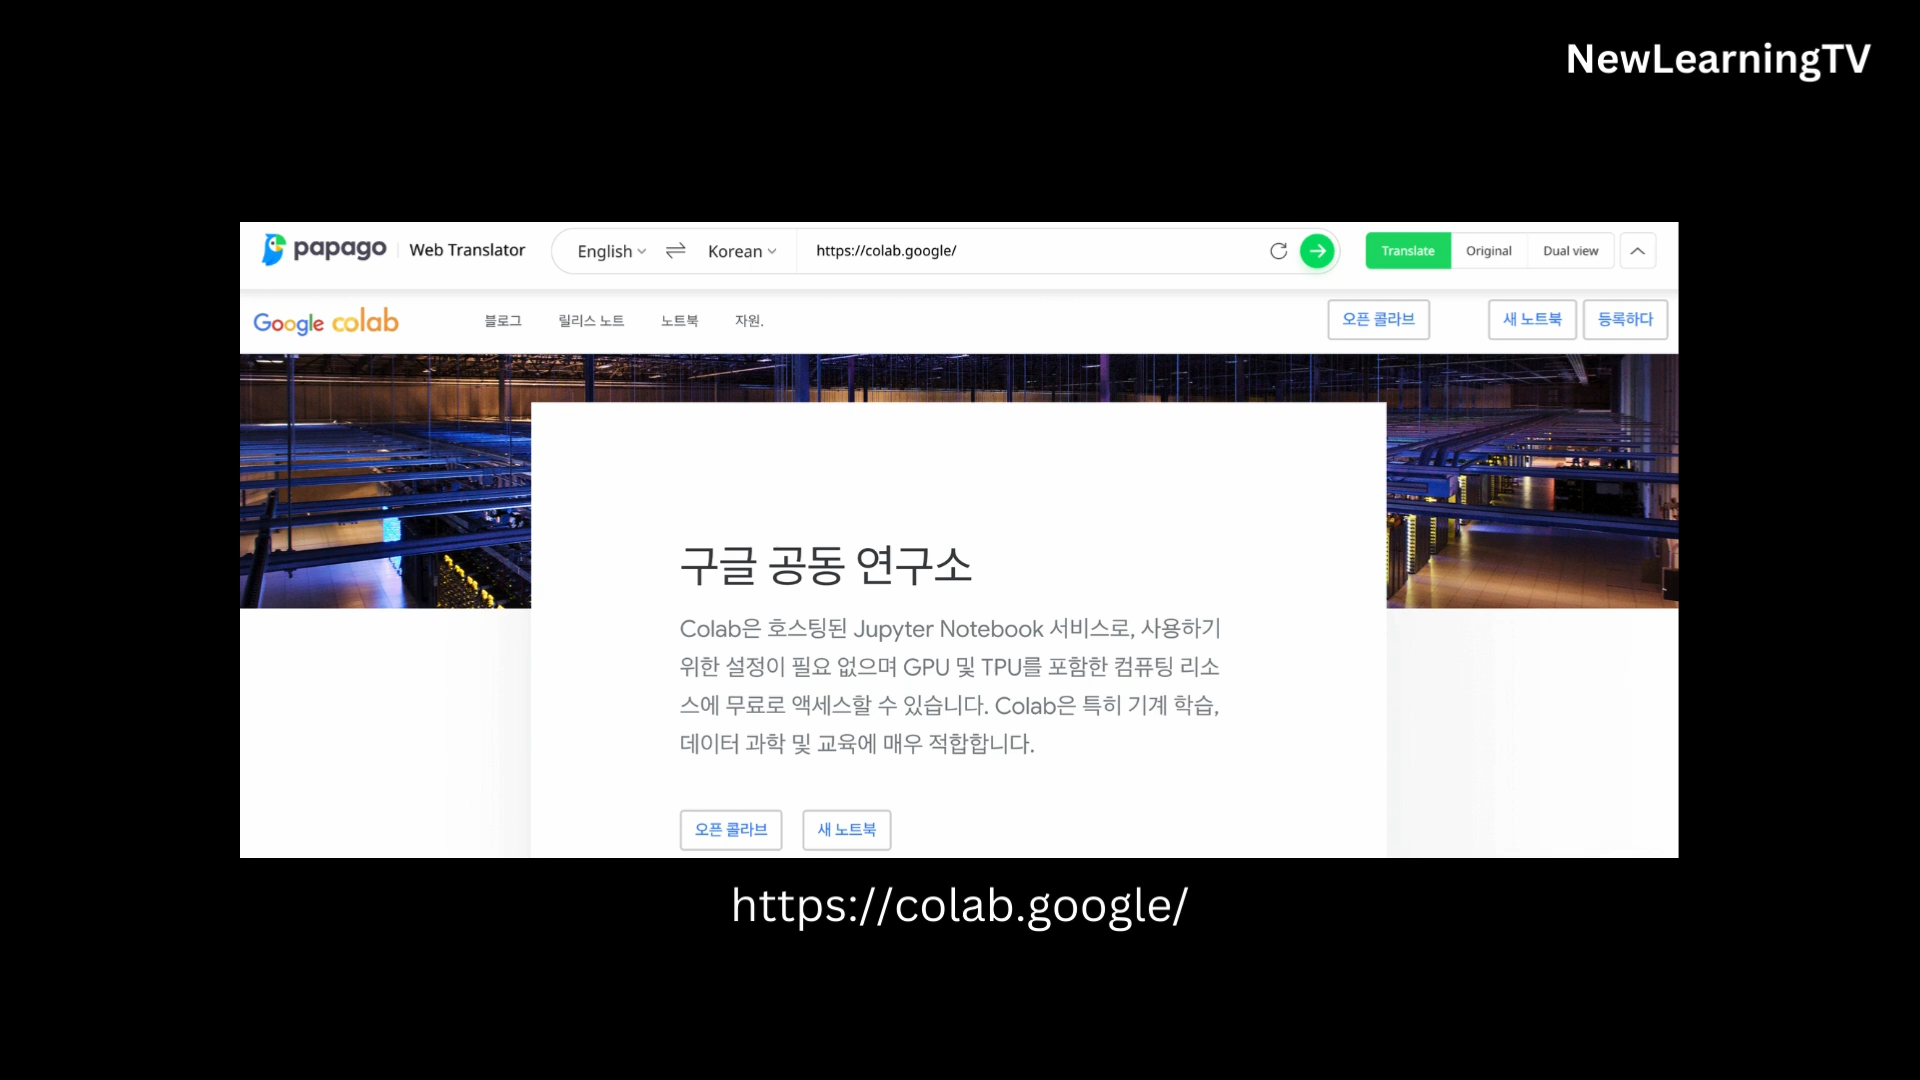 NewLearningTV
papago Web Translator English Korean https://colab.google/ Translate Original Dual view
Google colab 블로그 릴리스 노트 노트북 자원. 오픈 콜라브 새 노트북 등록하다
구글 공동 연구소
Colab은 호스팅된 Jupyter Notebook 서비스로, 사용하기
위한 설정이 필요 없으며 GPU 및 TPU를 포함한 컴퓨팅 리소
스에 무료로 액세스할 수 있습니다. Colab은 특히 기계 학습,
데이터 과학 및 교육에 매우 적합합니다.
오픈 콜라브 새 노트북
https://colab.google/